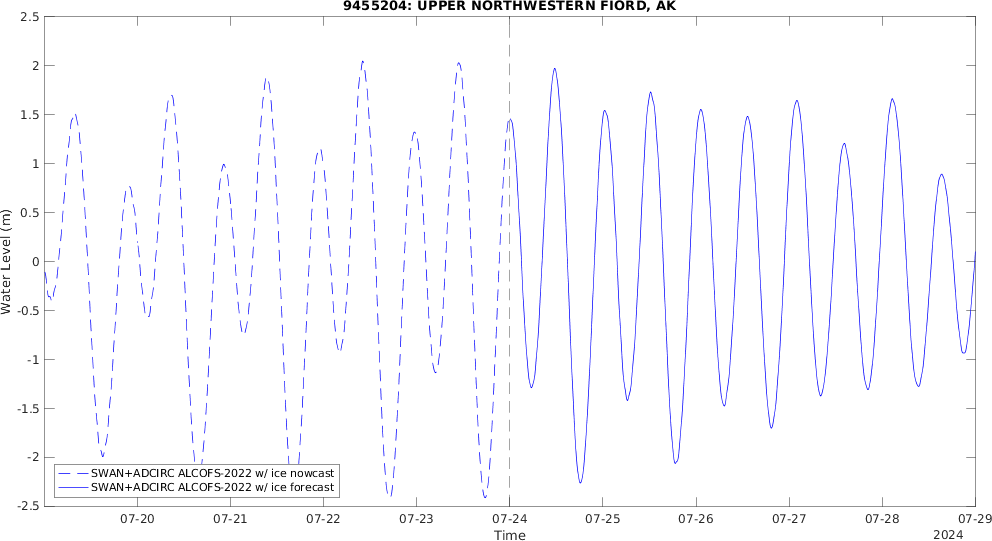 9455204: UPPER NORTHWESTERN FIORD, AK
2.5
2
1.5
1
0.5
0
-0.5
-1
-1.5
-2
-2.5
Water Level (m)
SWAN+ADCIRC ALCOFS-2022 w/ ice nowcast
SWAN+ADCIRC ALCOFS-2022 w/ ice forecast
07-20 07-21 07-22 07-23 07-24 07-25 07-26 07-27 07-28 07-29
Time
2024